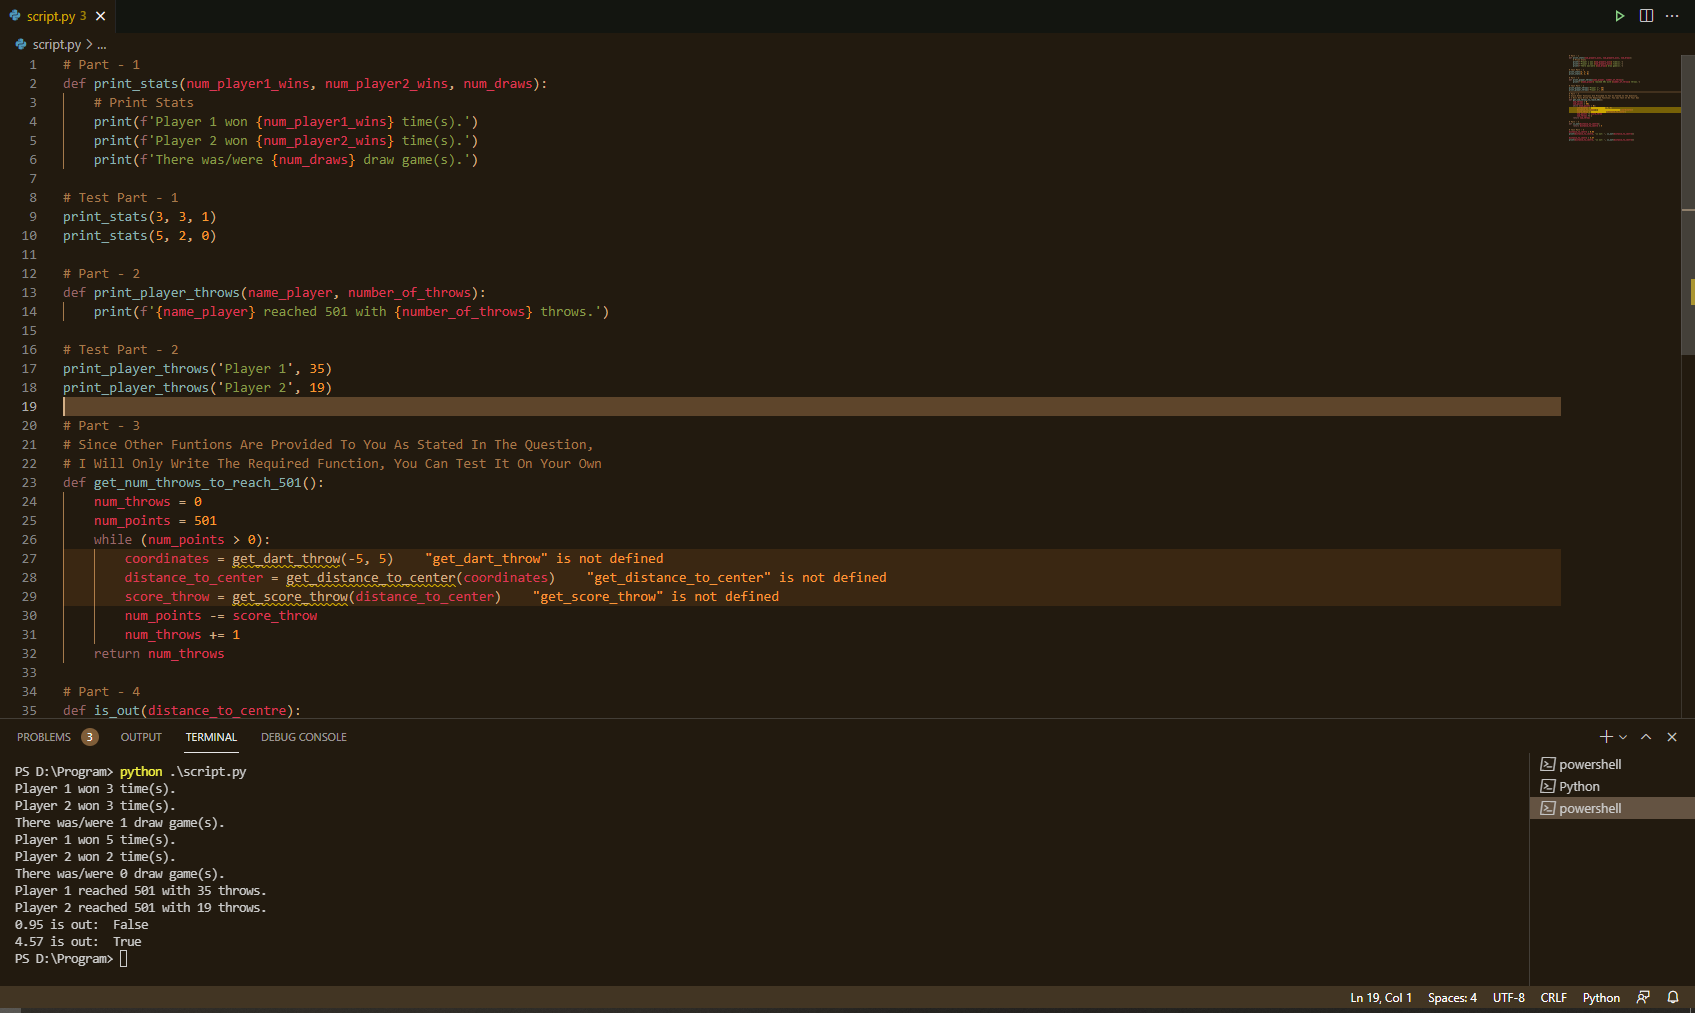 script.py 3
script.py > ...
1 # Part - 1
2 def print_stats(num_player1_wins, num_player2_wins, num_draws):
3     # Print Stats
4     print(f'Player 1 won {num_player1_wins} time(s).')
5     print(f'Player 2 won {num_player2_wins} time(s).')
6     print(f'There was/were {num_draws} draw game(s).')
7
8 # Test Part - 1
9 print_stats(3, 3, 1)
10 print_stats(5, 2, 0)
11
12 # Part - 2
13 def print_player_throws(name_player, number_of_throws):
14     print(f'{name_player} reached 501 with {number_of_throws} throws.')
15
16 # Test Part - 2
17 print_player_throws('Player 1', 35)
18 print_player_throws('Player 2', 19)
19
20 # Part - 3
21 # Since Other Funtions Are Provided To You As Stated In The Question,
22 # I Will Only Write The Required Function, You Can Test It On Your Own
23 def get_num_throws_to_reach_501():
24     num_throws = 0
25     num_points = 501
26     while (num_points > 0):
27         coordinates = get_dart_throw(-5, 5)    "get_dart_throw" is not defined
28         distance_to_center = get_distance_to_center(coordinates)    "get_distance_to_center" is not defined
29         score_throw = get_score_throw(distance_to_center)    "get_score_throw" is not defined
30         num_points -= score_throw
31         num_throws += 1
32     return num_throws
33
34 # Part - 4
35 def is_out(distance_to_centre):
PROBLEMS 3 OUTPUT TERMINAL DEBUG CONSOLE
PS D:\Program> python .\script.py
Player 1 won 3 time(s).
Player 2 won 3 time(s).
There was/were 1 draw game(s).
Player 1 won 5 time(s).
Player 2 won 2 time(s).
There was/were 0 draw game(s).
Player 1 reached 501 with 35 throws.
Player 2 reached 501 with 19 throws.
0.95 is out:  False
4.57 is out:  True
PS D:\Program>
powershell
Python
powershell
Ln 19, Col 1 Spaces: 4 UTF-8 CRLF Python